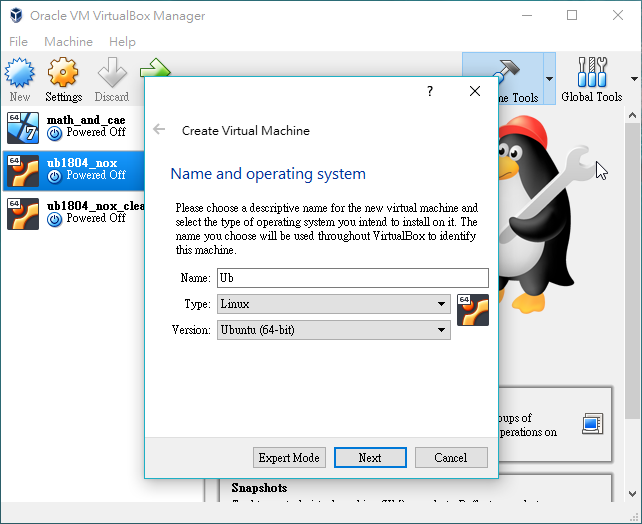 Oracle VM VirtualBox Manager
File Machine Help
New Settings Discard
Tools Global Tools
64
math_and_cae
Powered Off
64
ub1804_nox
Powered Off
64
ub1804_nox_clea
Powered Off
?
Create Virtual Machine
Name and operating system
Please choose a descriptive name for the new virtual machine and
select the type of operating system you intend to install on it. The
name you choose will be used throughout VirtualBox to identify
this machine.
Name: Ub
Type: Linux
64
Version: Ubuntu (64-bit)
Expert Mode Next Cancel
oups of
perations on
Snapshots